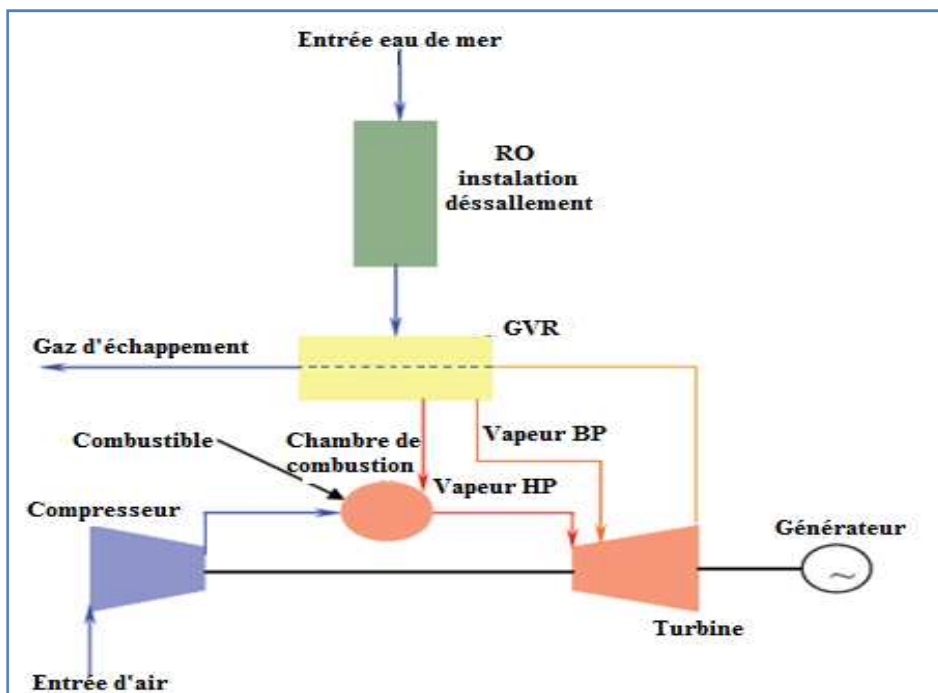 Entrée eau de mer
RO
instalation
déssallement
GVR
Gaz d'échappement
Vapeur BP
Combustible
Chambre de
combustion
Vapeur HP
Compresseur
Générateur
~
Turbine
Entrée d'air